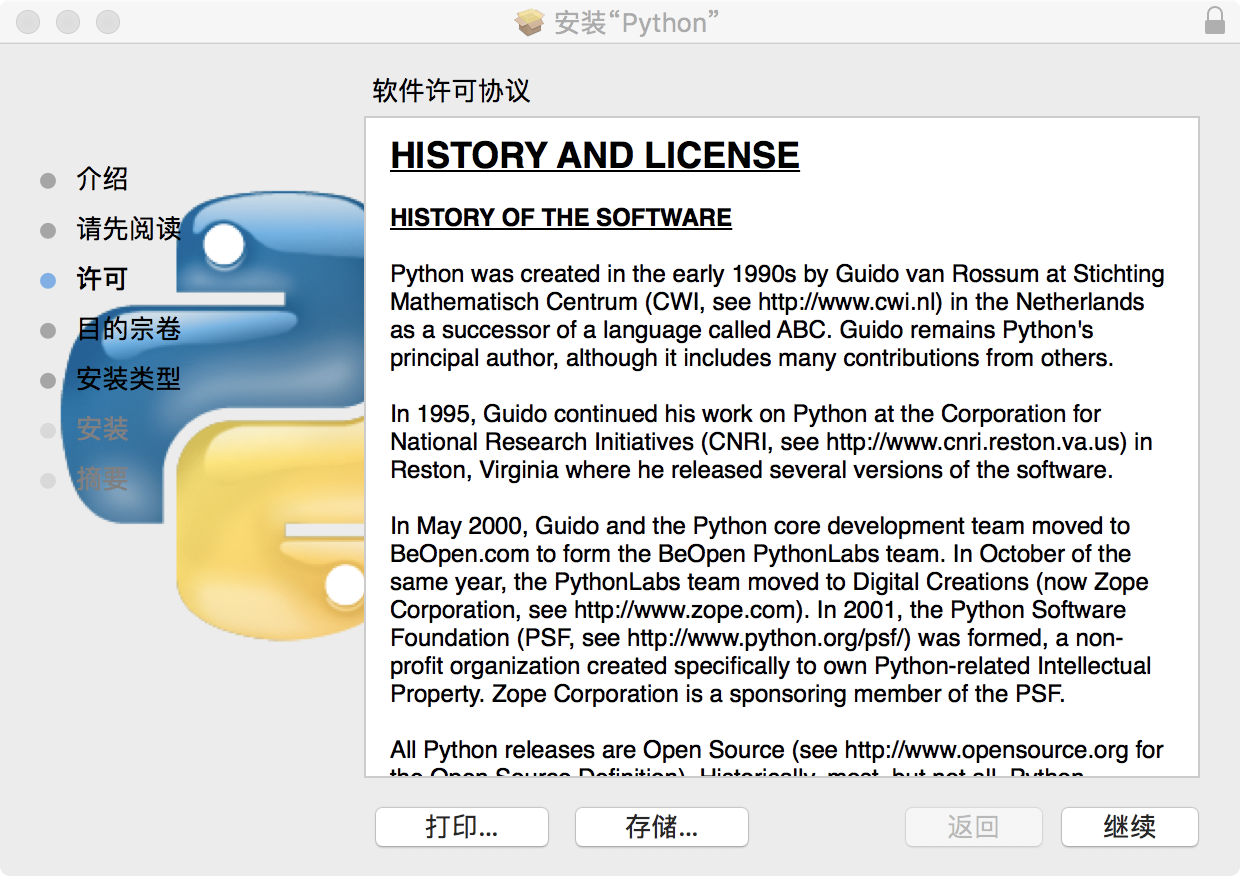 安装“Python”
软件许可协议
介绍
请先阅读
许可
目的宗卷
安装类型
安装
摘要
HISTORY AND LICENSE
HISTORY OF THE SOFTWARE
Python was created in the early 1990s by Guido van Rossum at Stichting
Mathematisch Centrum (CWI, see http://www.cwi.nl) in the Netherlands
as a successor of a language called ABC. Guido remains Python's
principal author, although it includes many contributions from others.
In 1995, Guido continued his work on Python at the Corporation for
National Research Initiatives (CNRI, see http://www.cnri.reston.va.us) in
Reston, Virginia where he released several versions of the software.
In May 2000, Guido and the Python core development team moved to
BeOpen.com to form the BeOpen PythonLabs team. In October of the
same year, the PythonLabs team moved to Digital Creations (now Zope
Corporation, see http://www.zope.com). In 2001, the Python Software
Foundation (PSF, see http://www.python.org/psf/) was formed, a non-
profit organization created specifically to own Python-related Intellectual
Property. Zope Corporation is a sponsoring member of the PSF.
All Python releases are Open Source (see http://www.opensource.org for
the Open Source Definition). Historically, most, but not all, Python
打印...
存储...
返回
继续